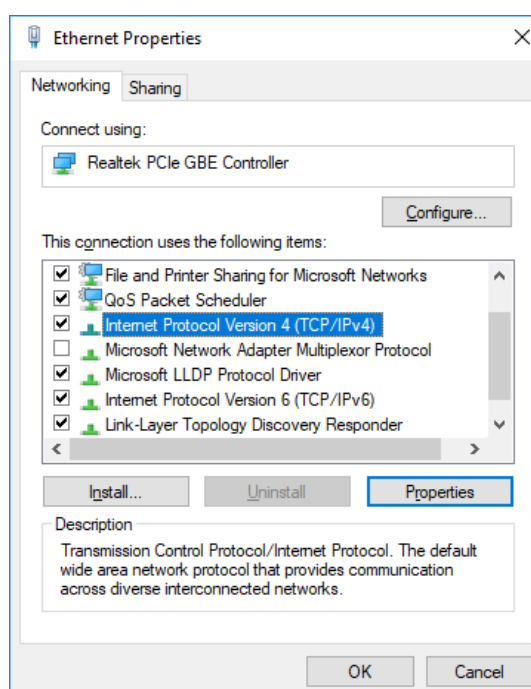 Ethernet Properties
Networking
Sharing
Connect using:
Realtek PCIe GBE Controller
Configure...
This connection uses the following items:
File and Printer Sharing for Microsoft Networks
QoS Packet Scheduler
Internet Protocol Version 4 (TCP/IPv4)
Microsoft Network Adapter Multiplexor Protocol
Microsoft LLDP Protocol Driver
Internet Protocol Version 6 (TCP/IPv6)
Link-Layer Topology Discovery Responder
Install...
Uninstall
Properties
Description
Transmission Control Protocol/Internet Protocol. The default
wide area network protocol that provides communication
across diverse interconnected networks.
OK
Cancel